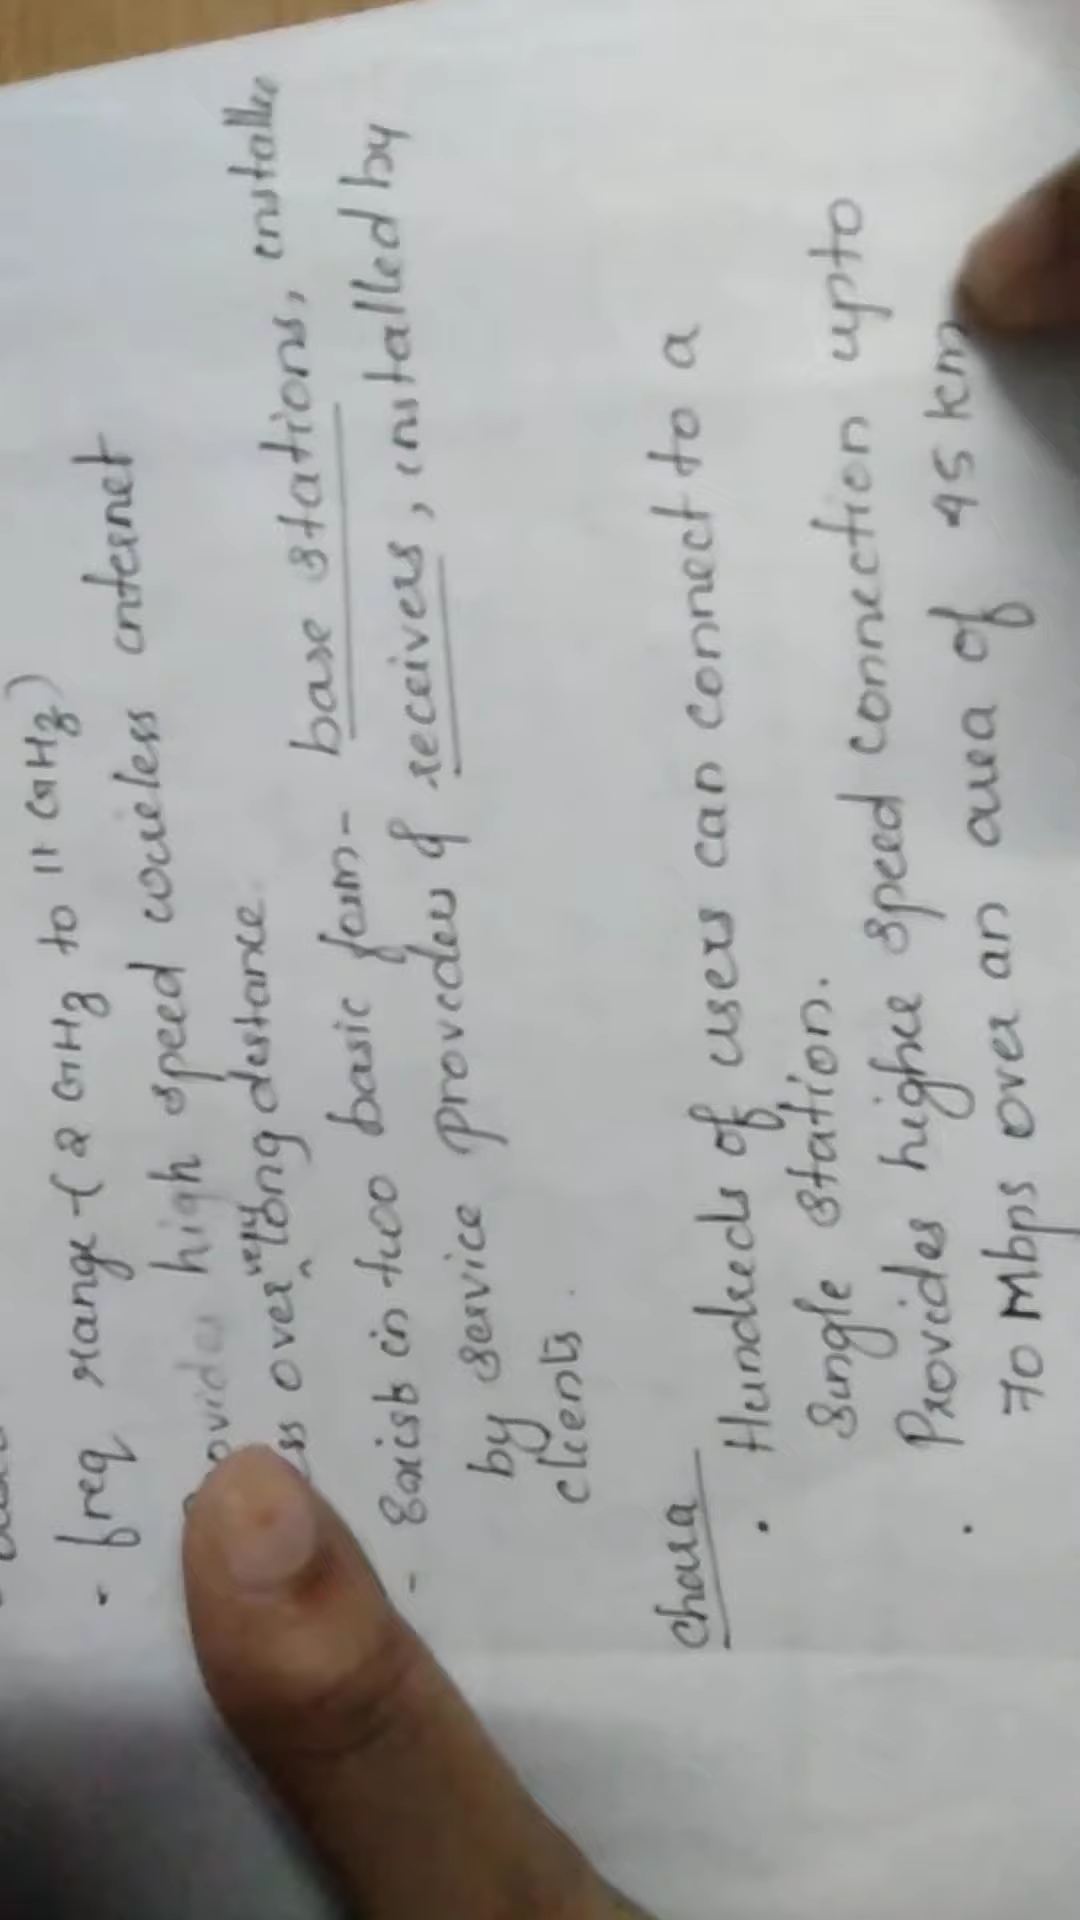 - freq range - (2 GHz to 11 GHz)
high speed wireless internet
over very long distance
- Exists in two basic form - base stations, installed
by service providers & receivers, installed by
clients.
Chara
. Hundreds of users can connect to a
single station.
. Provides higher speed connection upto
70 Mbps over an area of 45 km